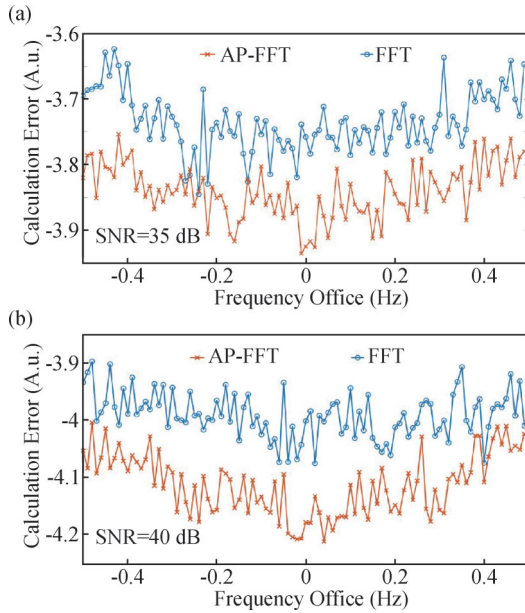 (a)
-3.6
AP-FFT FFT
-3.7
-3.8
-3.9
Calculation Error (A.u.)
SNR=35 dB
-0.4 -0.2 0 0.2 0.4
Frequency Office (Hz)
(b)
-3.9
AP-FFT FFT
-4
-4.1
-4.2
Calculation Error (A.u.)
SNR=40 dB
-0.4 -0.2 0 0.2 0.4
Frequency Office (Hz)